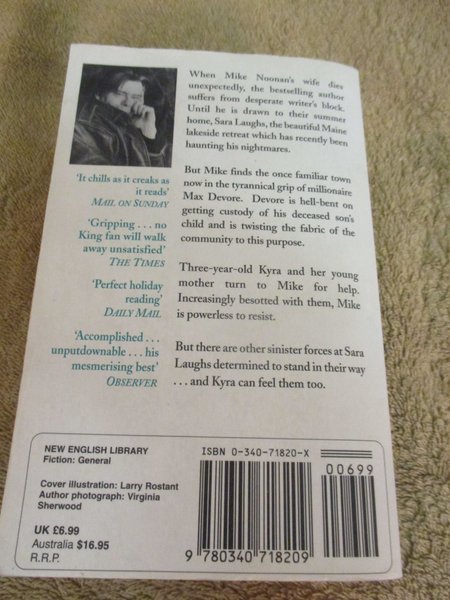 When Mike Noonan's wife dies
unexpectedly, the bestselling author
suffers from desperate writer's block.
Until he is drawn to their summer
home, Sara Laughs, the beautiful Maine
lakeside retreat which has recently been
haunting his nightmares.
But Mike finds the once familiar town
now in the tyrannical grip of millionaire
Max Devore. Devore is hell-bent on
getting custody of his deceased son's
child and is twisting the fabric of the
community to this purpose.
Three-year-old Kyra and her young
mother turn to Mike for help.
Increasingly besotted with them, Mike
is powerless to resist.
But there are other sinister forces at Sara
Laughs determined to stand in their way
. . . and Kyra can feel them too.
'It chills as it creaks as
it reads'
MAIL ON SUNDAY
'Gripping . . . no
King fan will walk
away unsatisfied'
THE TIMES
'Perfect holiday
reading'
DAILY MAIL
'Accomplished . . .
unputdownable . . . his
mesmerising best'
OBSERVER
NEW ENGLISH LIBRARY
Fiction: General
Cover illustration: Larry Rostant
Author photograph: Virginia
Sherwood
UK £6.99
Australia $16.95
R.R.P.
ISBN 0-340-71820-X
00699
9 780340 718209